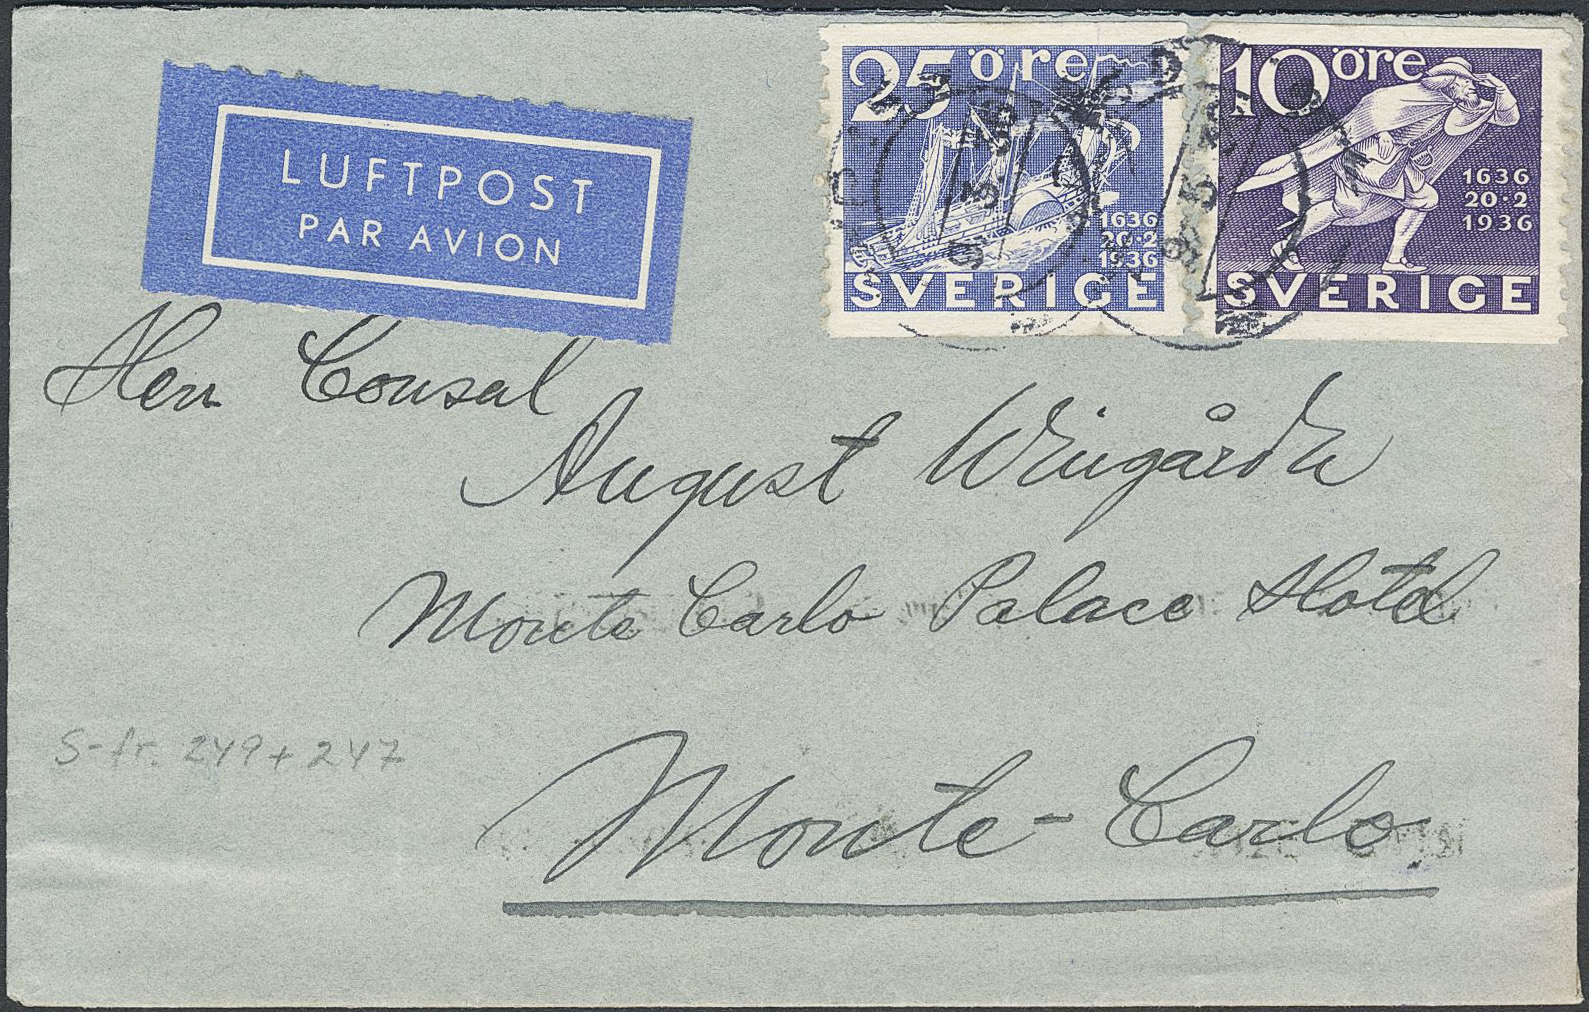 LUFTPOST
PAR AVION
25 öre
1636
20·2
1936
SVERIGE
10 öre
1636
20·2
1936
SVERIGE
Herr Consul
August Wingårdh
Monte Carlo Palace Hotel
S-fr. 249+247
Monte-Carlo